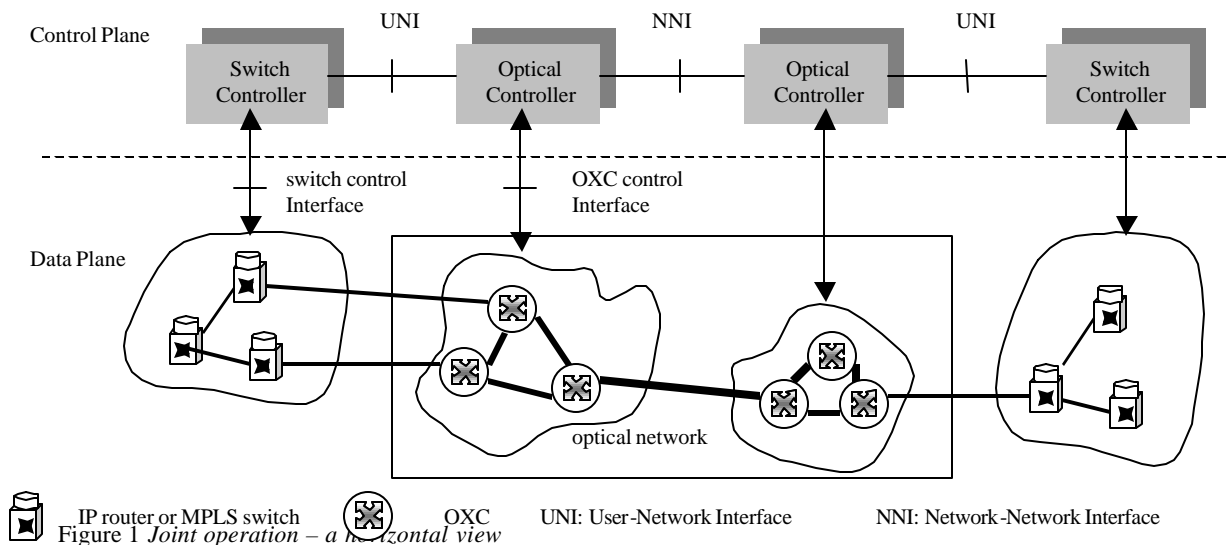 UNI
NNI
UNI
Control Plane
Switch
Controller
Optical
Controller
Optical
Controller
Switch
Controller
switch control
Interface
OXC control
Interface
Data Plane
optical network
IP router or MPLS switch
OXC
UNI: User-Network Interface
NNI: Network-Network Interface
Figure 1 Joint operation – a horizontal view